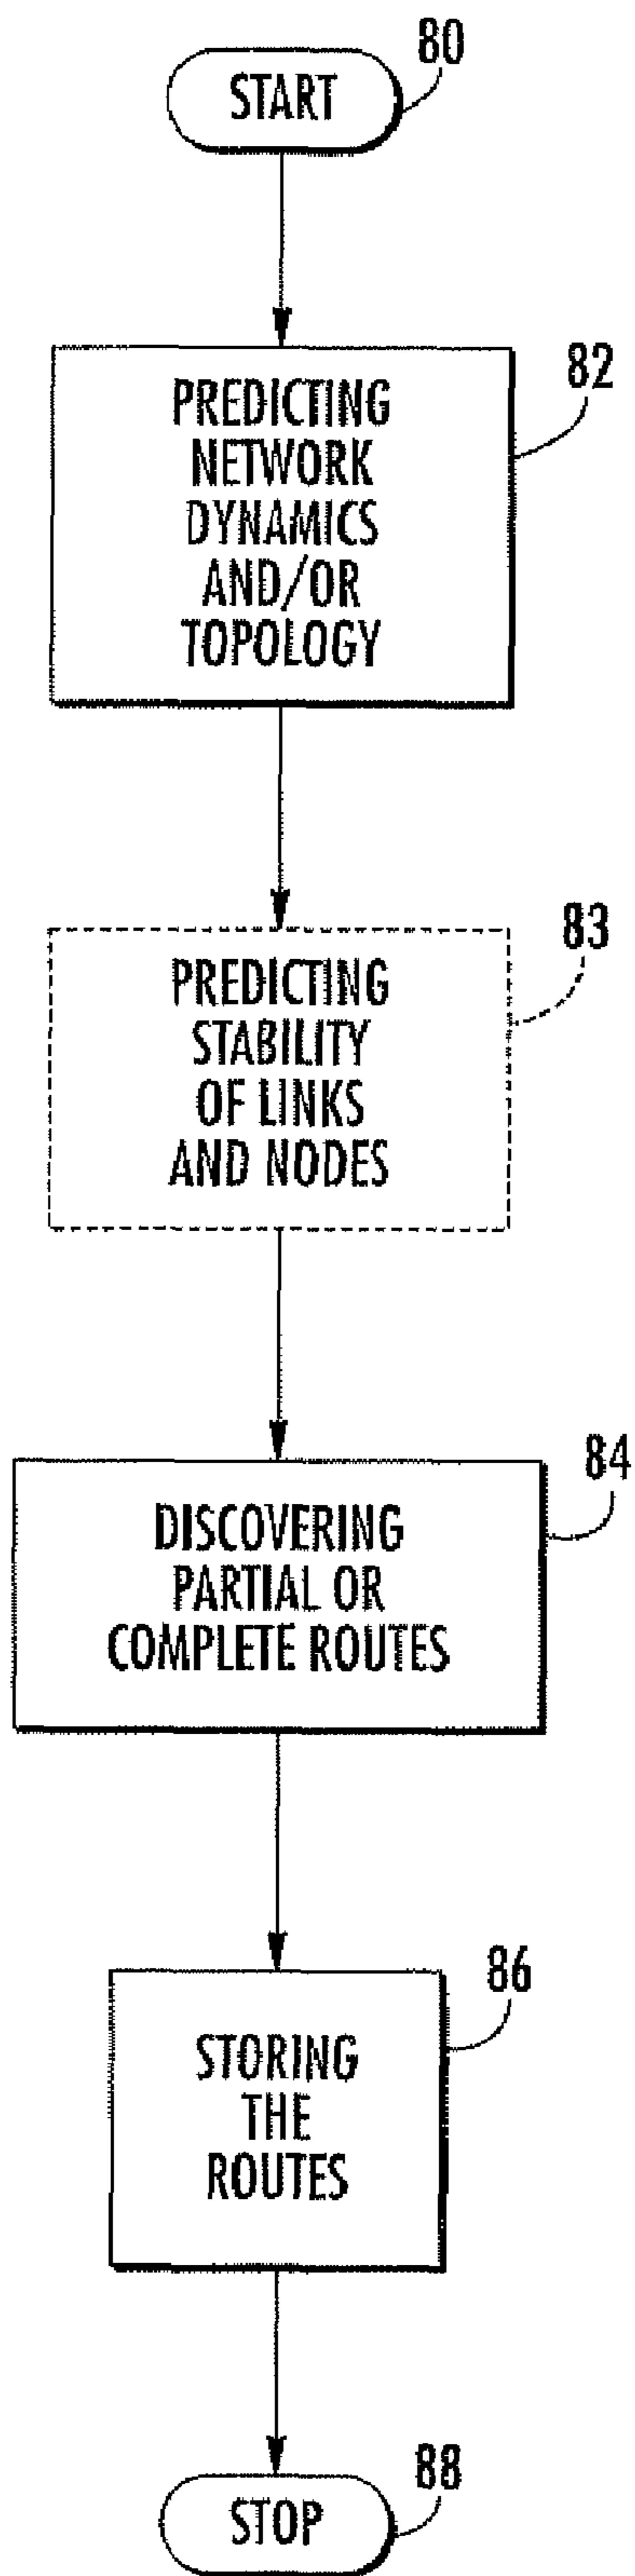 80
START
82
PREDICTING
NETWORK
DYNAMICS
AND/OR
TOPOLOGY
83
PREDICTING
STABILITY
OF LINKS
AND NODES
84
DISCOVERING
PARTIAL OR
COMPLETE ROUTES
86
STORING
THE
ROUTES
88
STOP